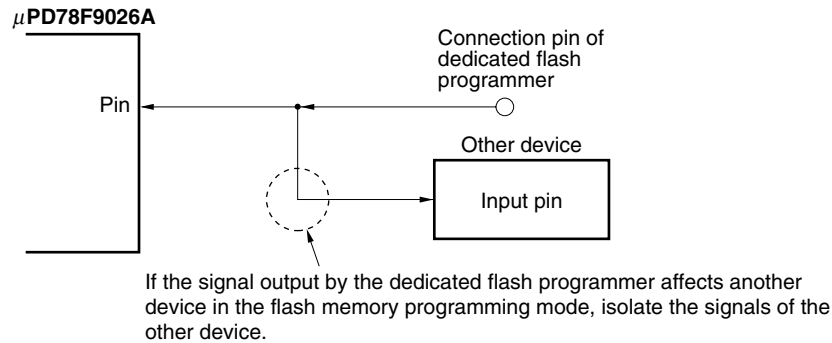 μPD78F9026A
Connection pin of
dedicated flash
programmer
Pin
Other device
Input pin
If the signal output by the dedicated flash programmer affects another
device in the flash memory programming mode, isolate the signals of the
other device.